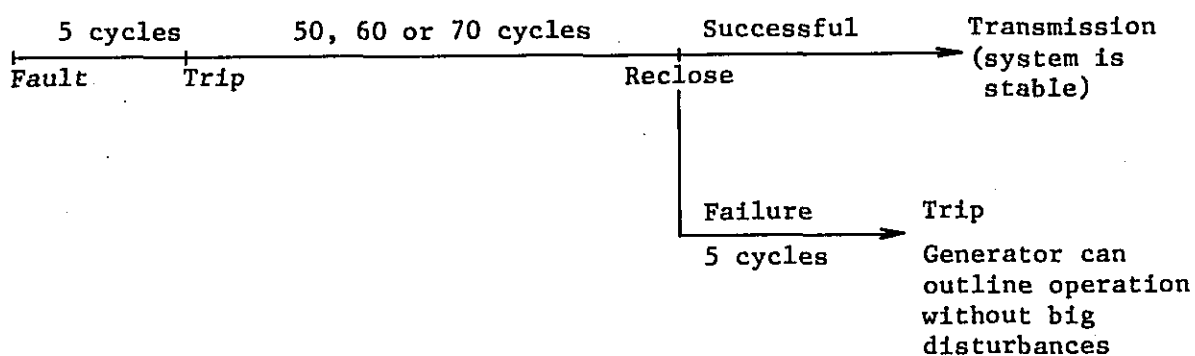 5 cycles
50, 60 or 70 cycles
Successful
Transmission
(system is
stable)
Fault
Trip
Reclose
Failure
5 cycles
Trip
Generator can
outline operation
without big
disturbances